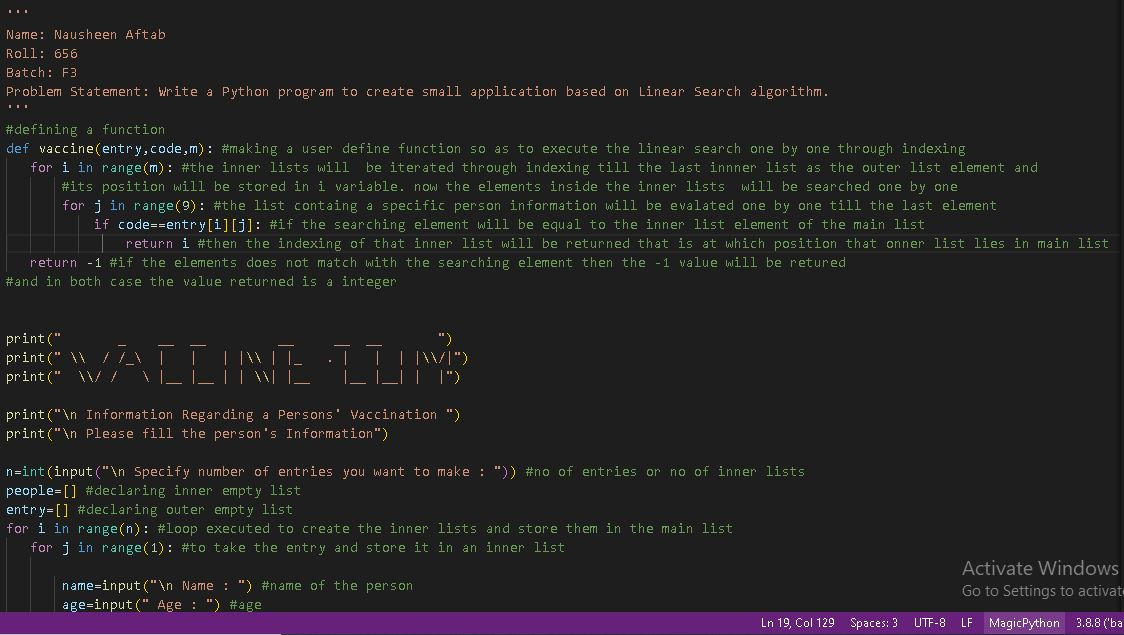 '''
Name: Nausheen Aftab
Roll: 656
Batch: F3
Problem Statement: Write a Python program to create small application based on Linear Search algorithm.
'''
#defining a function
def vaccine(entry,code,m): #making a user define function so as to execute the linear search one by one through indexing
   for i in range(m): #the inner lists will  be iterated through indexing till the last innner list as the outer list element and
       #its position will be stored in i variable. now the elements inside the inner lists  will be searched one by one
       for j in range(9): #the list containg a specific person information will be evalated one by one till the last element
           if code==entry[i][j]: #if the searching element will be equal to the inner list element of the main list
               return i #then the indexing of that inner list will be returned that is at which position that onner list lies in main list
   return -1 #if the elements does not match with the searching element then the -1 value will be retured
#and in both case the value returned is a integer
print("       _    __  __         __     __  __       ")
print(" \\  / /_\  |   |   | |\\ | |_   . |   |  | |\\/|")
print("  \\/ /   \ |__ |__ | | \\| |__    |__ |__| |  |")
print("\n Information Regarding a Persons' Vaccination ")
print("\n Please fill the person's Information")
n=int(input("\n Specify number of entries you want to make : ")) #no of entries or no of inner lists
people=[] #declaring inner empty list
entry=[] #declaring outer empty list
for i in range(n): #loop executed to create the inner lists and store them in the main list
   for j in range(1): #to take the entry and store it in an inner list
       name=input("\n Name : ") #name of the person
       age=input(" Age : ") #age
Activate Windows
Go to Settings to activate
Ln 19, Col 129 Spaces: 3 UTF-8 LF MagicPython 3.8.8 ('ba